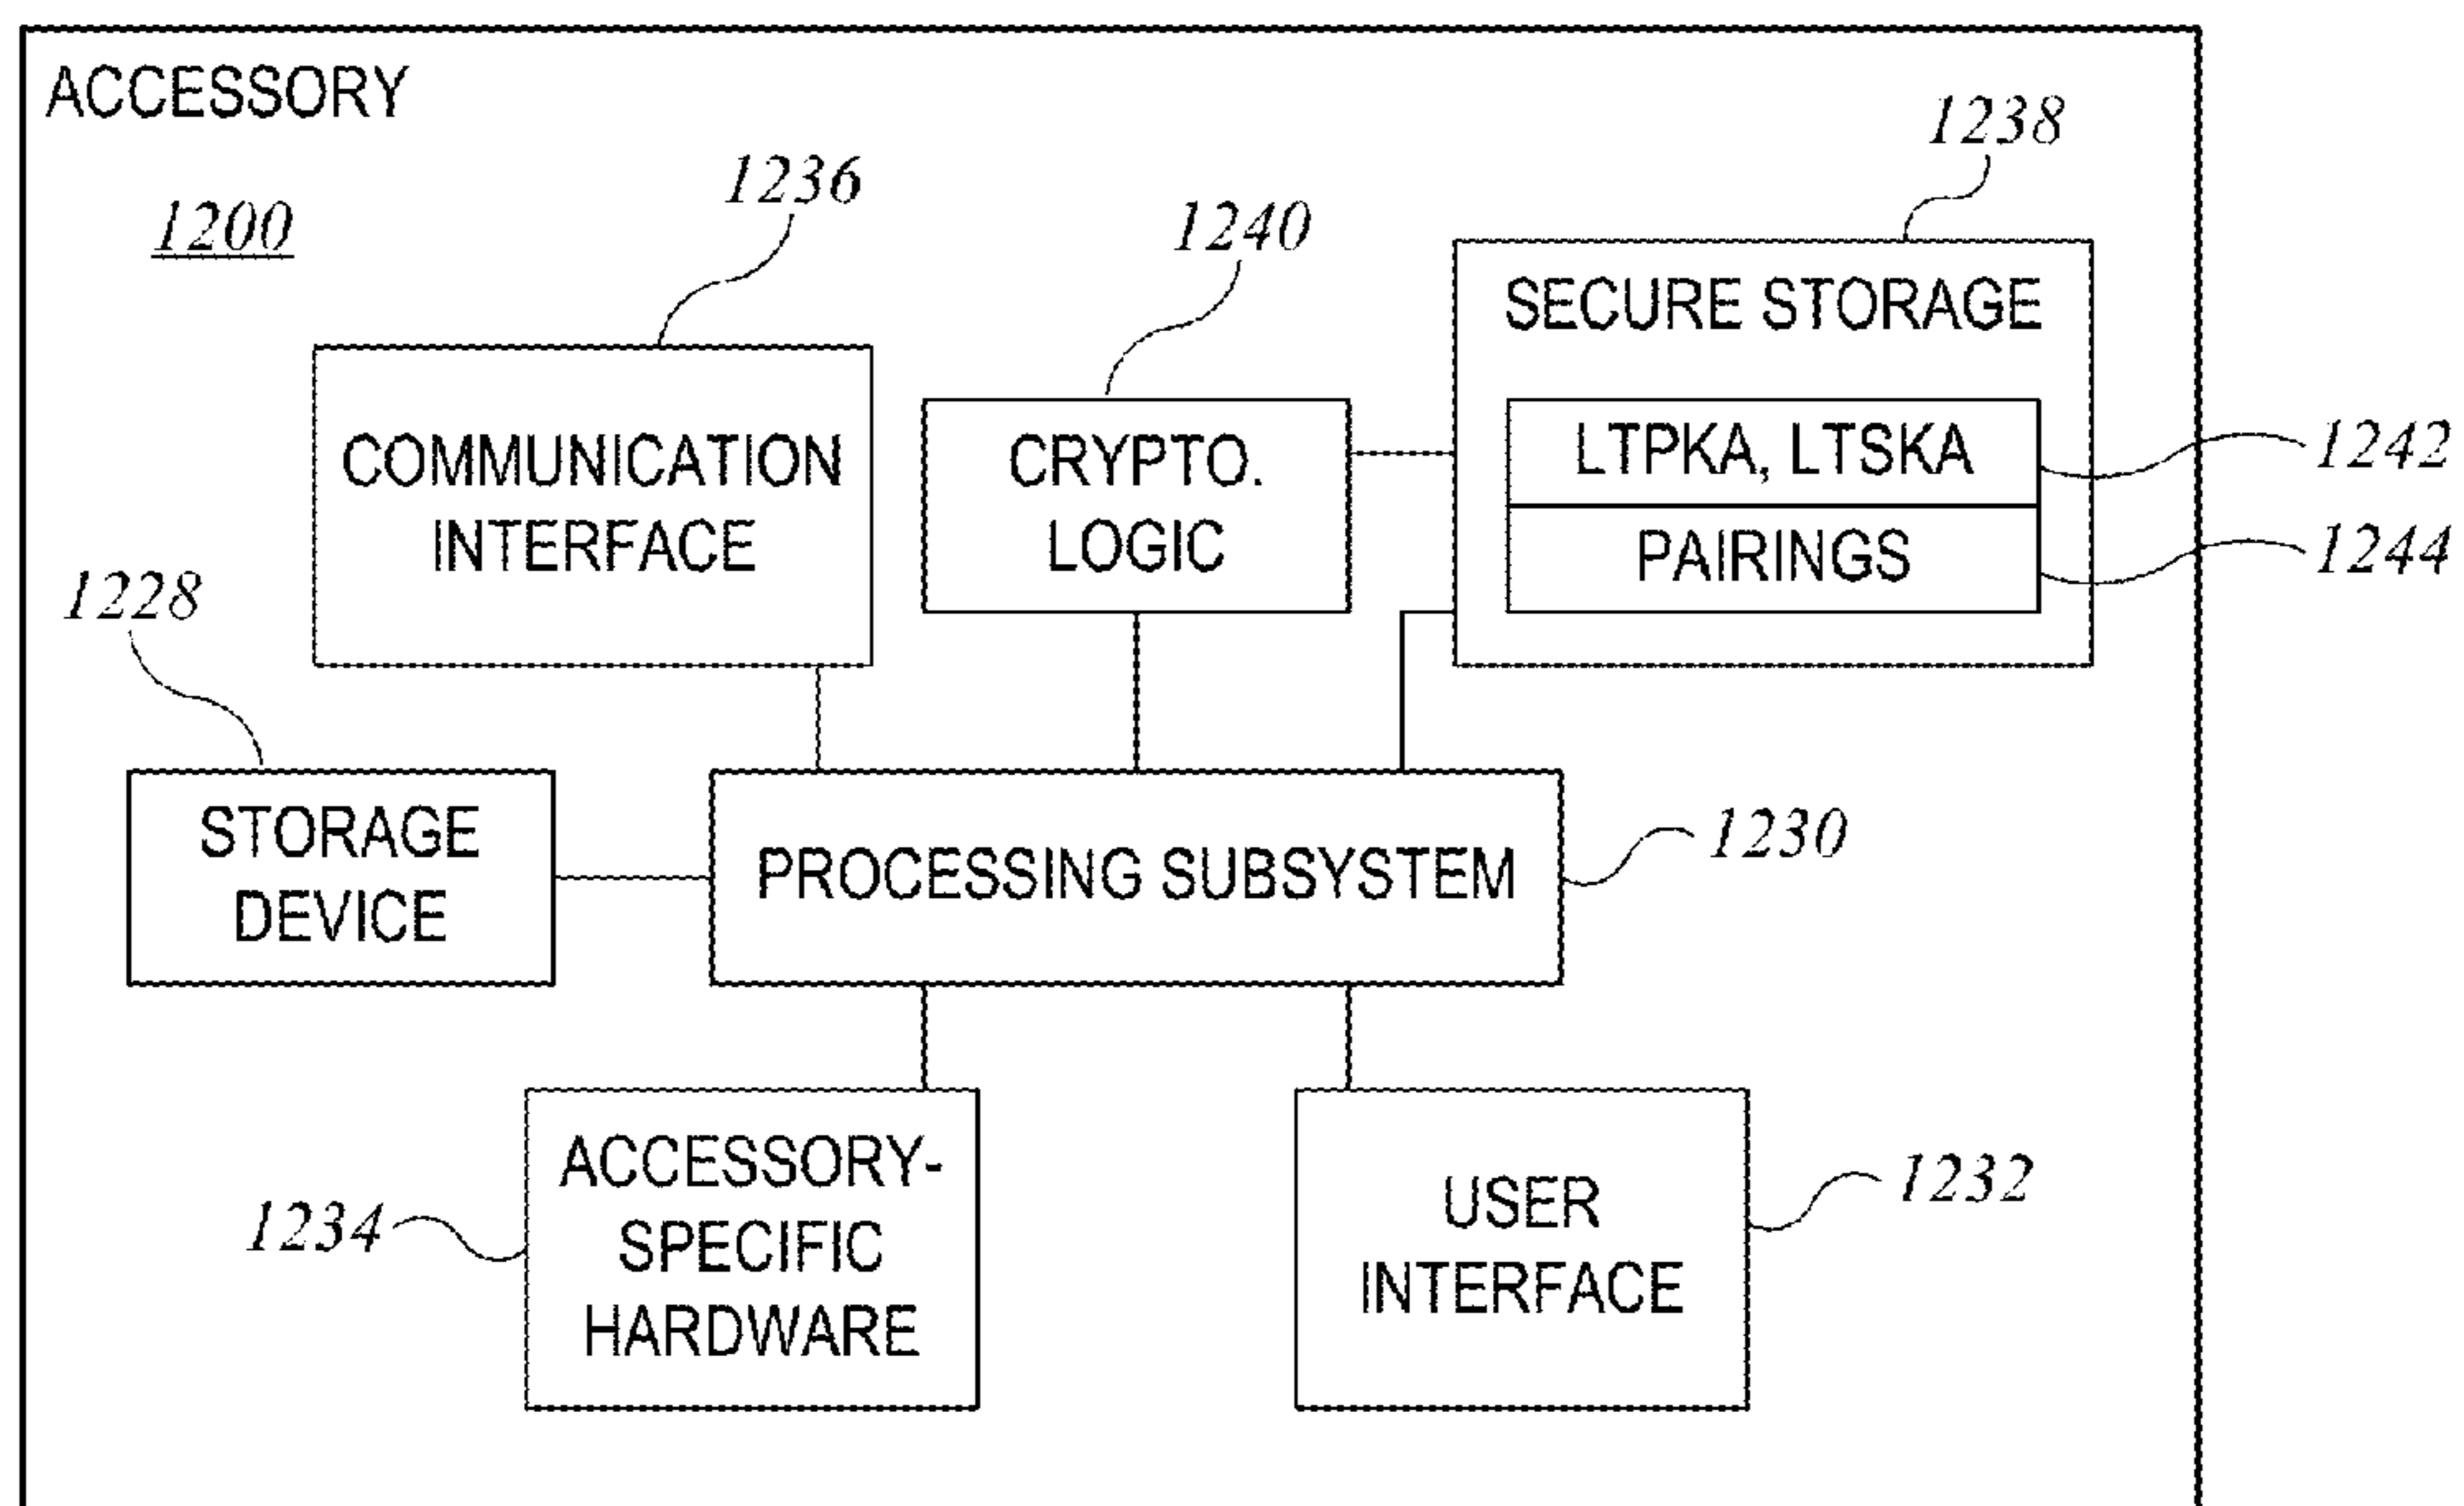 ACCESSORY
1200
1236
1240
1238
SECURE STORAGE
COMMUNICATION
INTERFACE
CRYPTO.
LOGIC
LTPKA, LTSKA
PAIRINGS
1242
1244
1228
STORAGE
DEVICE
PROCESSING SUBSYSTEM
1230
1234
ACCESSORY-
SPECIFIC
HARDWARE
USER
INTERFACE
1232